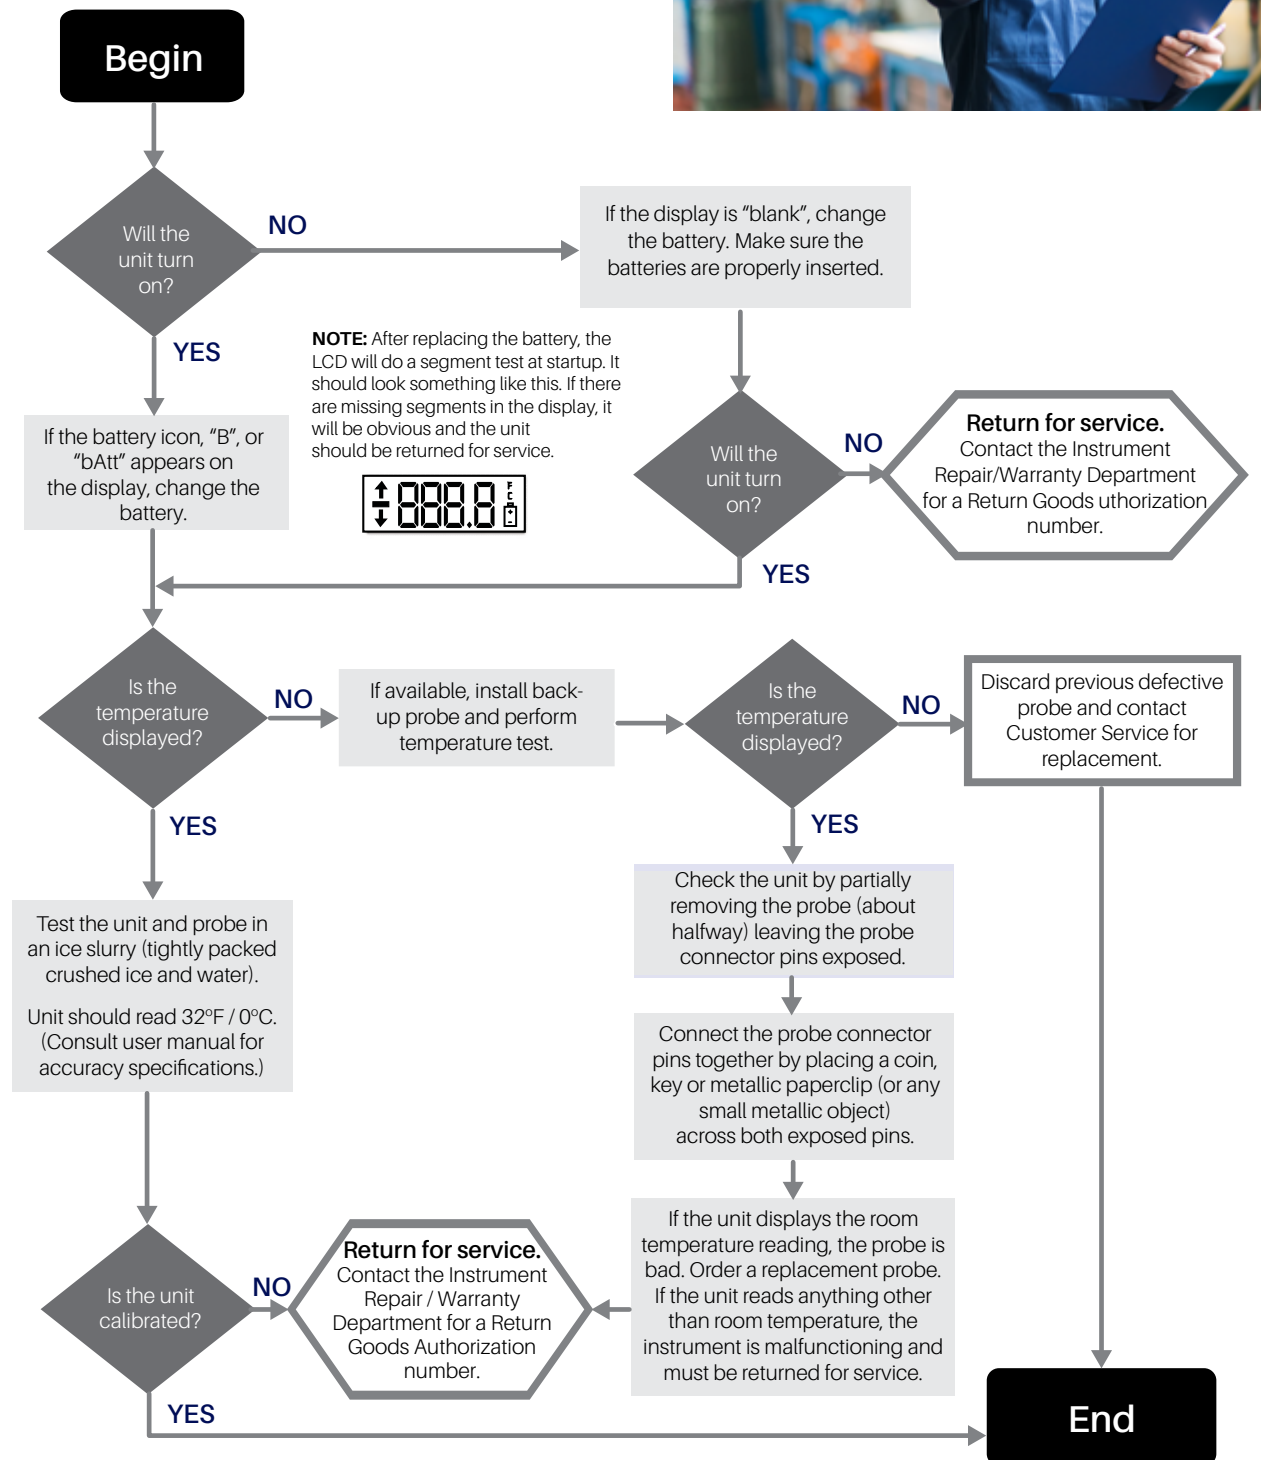 Begin
Will the
unit turn
on?
NO
If the display is “blank”, change
the battery. Make sure the
batteries are properly inserted.
YES
NOTE: After replacing the battery, the
LCD will do a segment test at startup. It
should look something like this. If there
are missing segments in the display, it
will be obvious and the unit
should be returned for service.
888.8
F
C
If the battery icon, “B”, or
“bAtt” appears on
the display, change the
battery.
Will the
unit turn
on?
NO
Return for service.
Contact the Instrument
Repair/Warranty Department
for a Return Goods uthorization
number.
YES
Is the
temperature
displayed?
NO
If available, install back-
up probe and perform
temperature test.
Is the
temperature
displayed?
NO
Discard previous defective
probe and contact
Customer Service for
replacement.
YES
YES
Test the unit and probe in
an ice slurry (tightly packed
crushed ice and water).
Unit should read 32ºF / 0ºC.
(Consult user manual for
accuracy specifications.)
Check the unit by partially
removing the probe (about
halfway) leaving the probe
connector pins exposed.
Connect the probe connector
pins together by placing a coin,
key or metallic paperclip (or any
small metallic object)
across both exposed pins.
If the unit displays the room
temperature reading, the probe is
bad. Order a replacement probe.
If the unit reads anything other
than room temperature, the
instrument is malfunctioning and
must be returned for service.
Is the unit
calibrated?
NO
Return for service.
Contact the Instrument
Repair / Warranty
Department for a Return
Goods Authorization
number.
YES
End